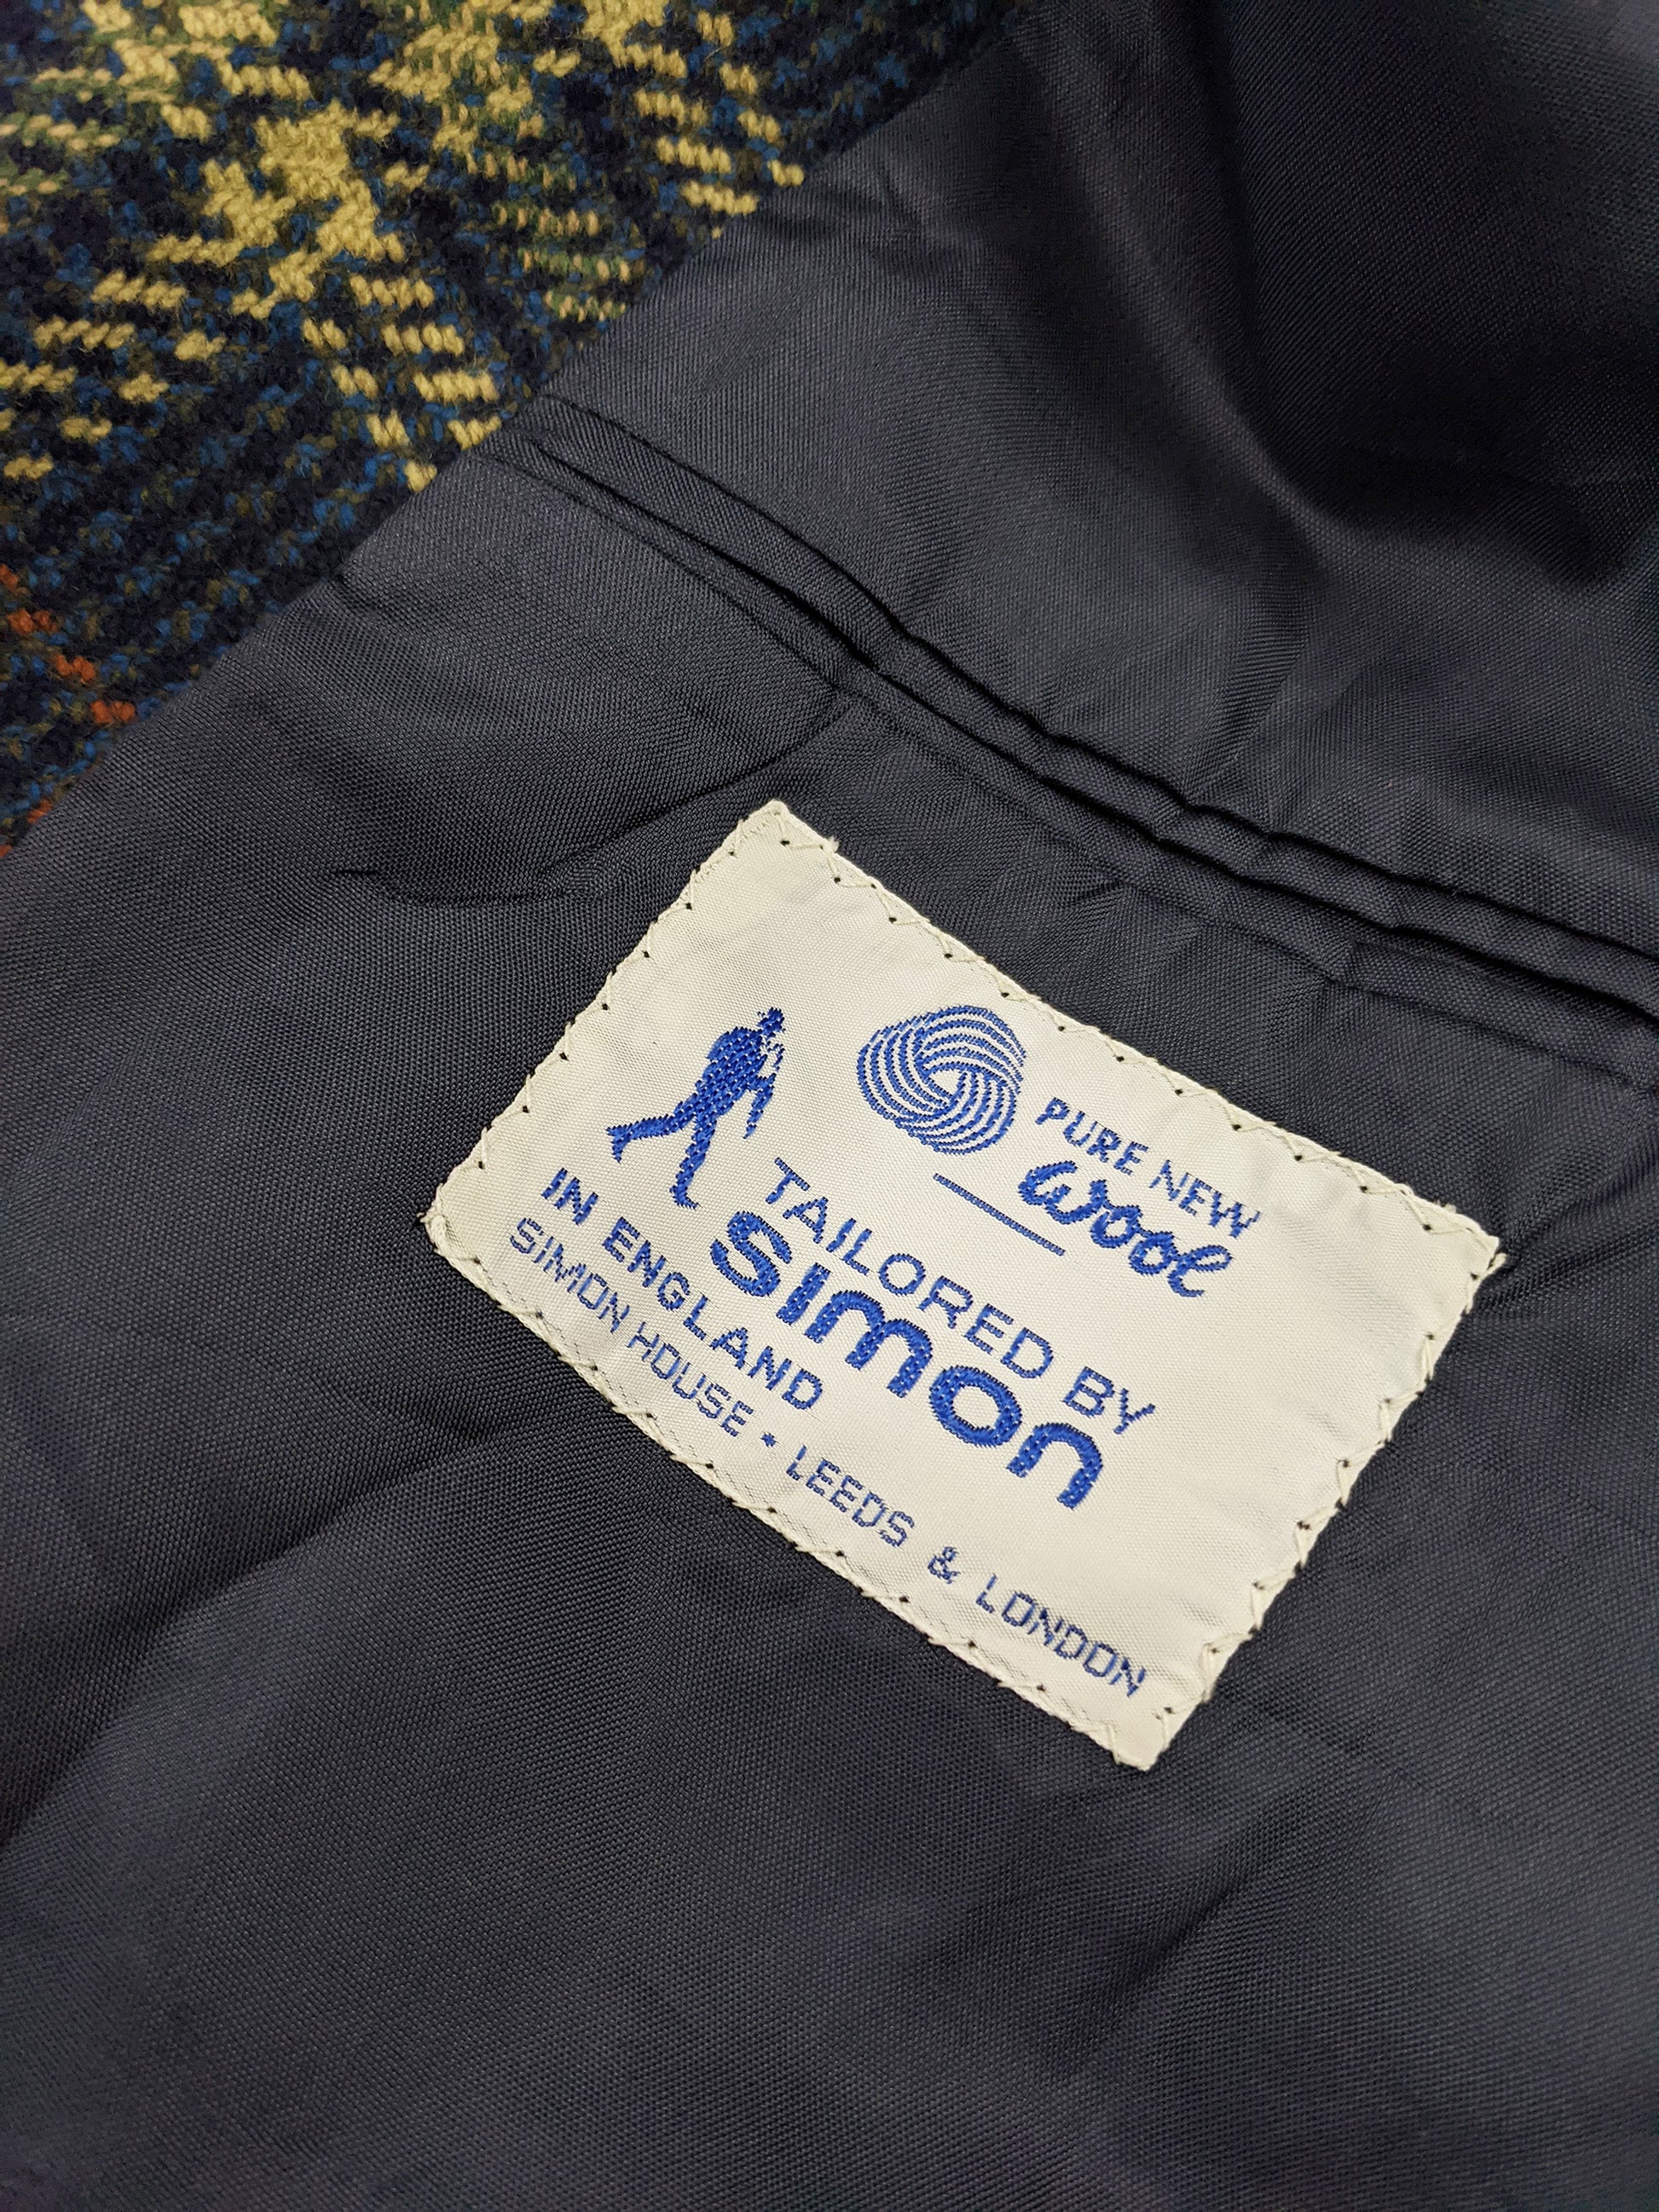 PURE NEW
wool
TAILORED BY
SIMON
IN ENGLAND
SIMON HOUSE • LEEDS & LONDON